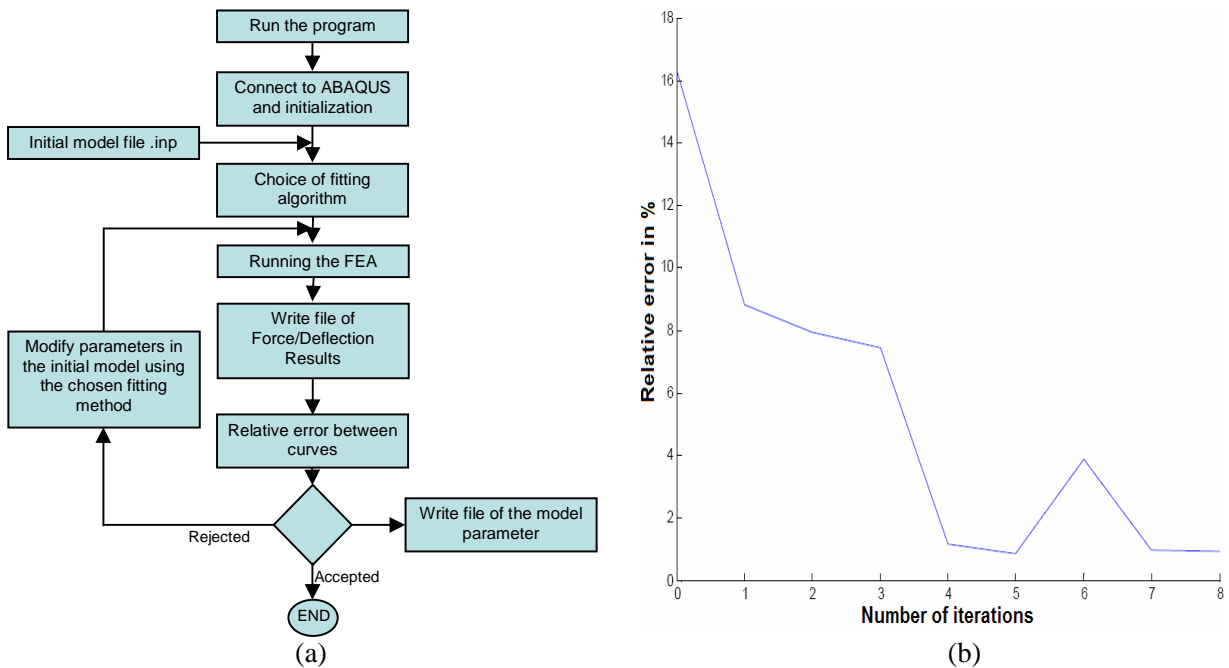 Run the program
Connect to ABAQUS
and initialization
Initial model file .inp
Choice of fitting
algorithm
Running the FEA
Write file of
Force/Deflection
Results
Modify parameters in
the initial model using
the chosen fitting
method
Relative error between
curves
Rejected
Write file of the model
parameter
Accepted
END
(a)
18
16
14
12
10
8
6
4
2
0
Relative error in %
0 1 2 3 4 5 6 7 8
Number of iterations
(b)